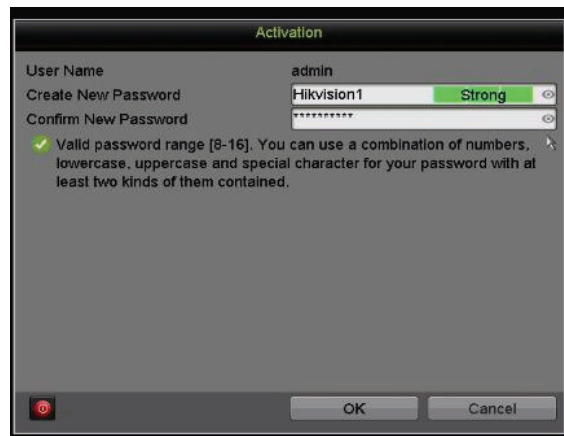 Activation
User Name admin
Create New Password Hikvision1 Strong
Confirm New Password **********
Valid password range [8-16]. You can use a combination of numbers,
lowercase, uppercase and special character for your password with at
least two kinds of them contained.
OK Cancel